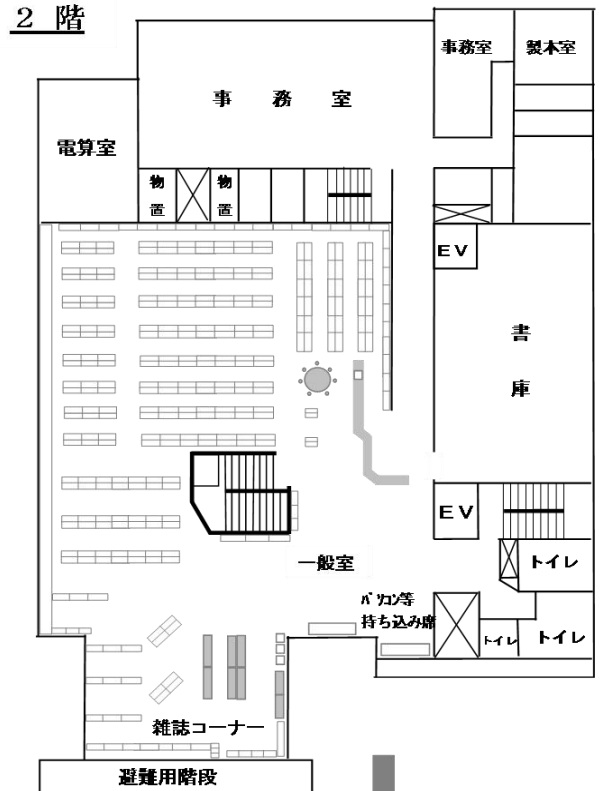 2 階
事務室
製本室
事務室
電算室
物置
物置
EV
書庫
EV
一般室
トイレ
パソコン等
持ち込み席
トイレ
トイレ
雑誌コーナー
避難用階段